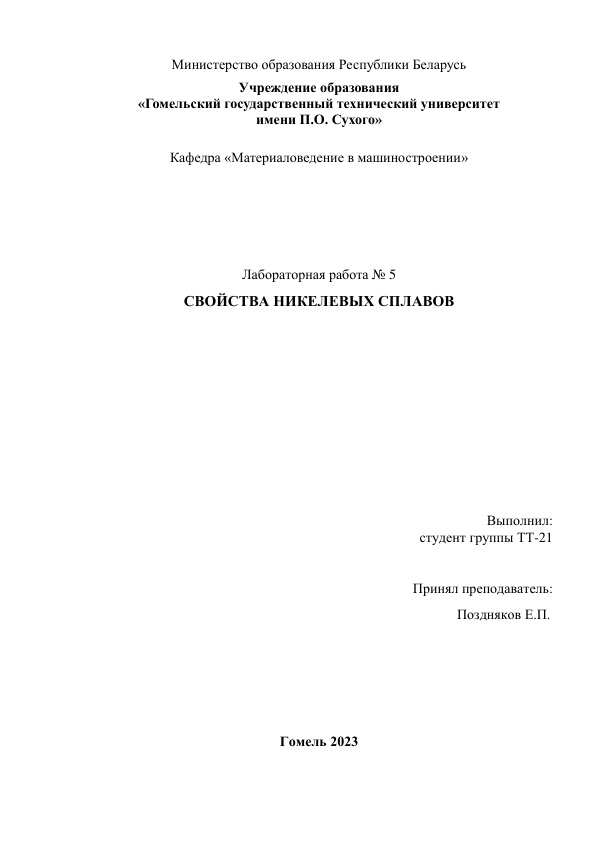 Министерство образования Республики Беларусь
Учреждение образования
«Гомельский государственный технический университет
имени П.О. Сухого»
Кафедра «Материаловедение в машиностроении»
Лабораторная работа № 5
СВОЙСТВА НИКЕЛЕВЫХ СПЛАВОВ
Выполнил:
студент группы ТТ-21
Принял преподаватель:
Поздняков Е.П.
Гомель 2023